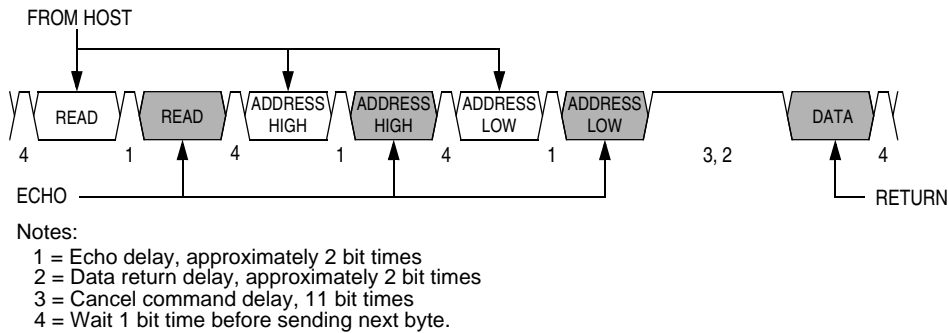 FROM HOST
READ READ ADDRESS HIGH ADDRESS HIGH ADDRESS LOW ADDRESS LOW DATA
4 1 4 1 4 1 3, 2 4
ECHO RETURN
Notes:
1 = Echo delay, approximately 2 bit times
2 = Data return delay, approximately 2 bit times
3 = Cancel command delay, 11 bit times
4 = Wait 1 bit time before sending next byte.